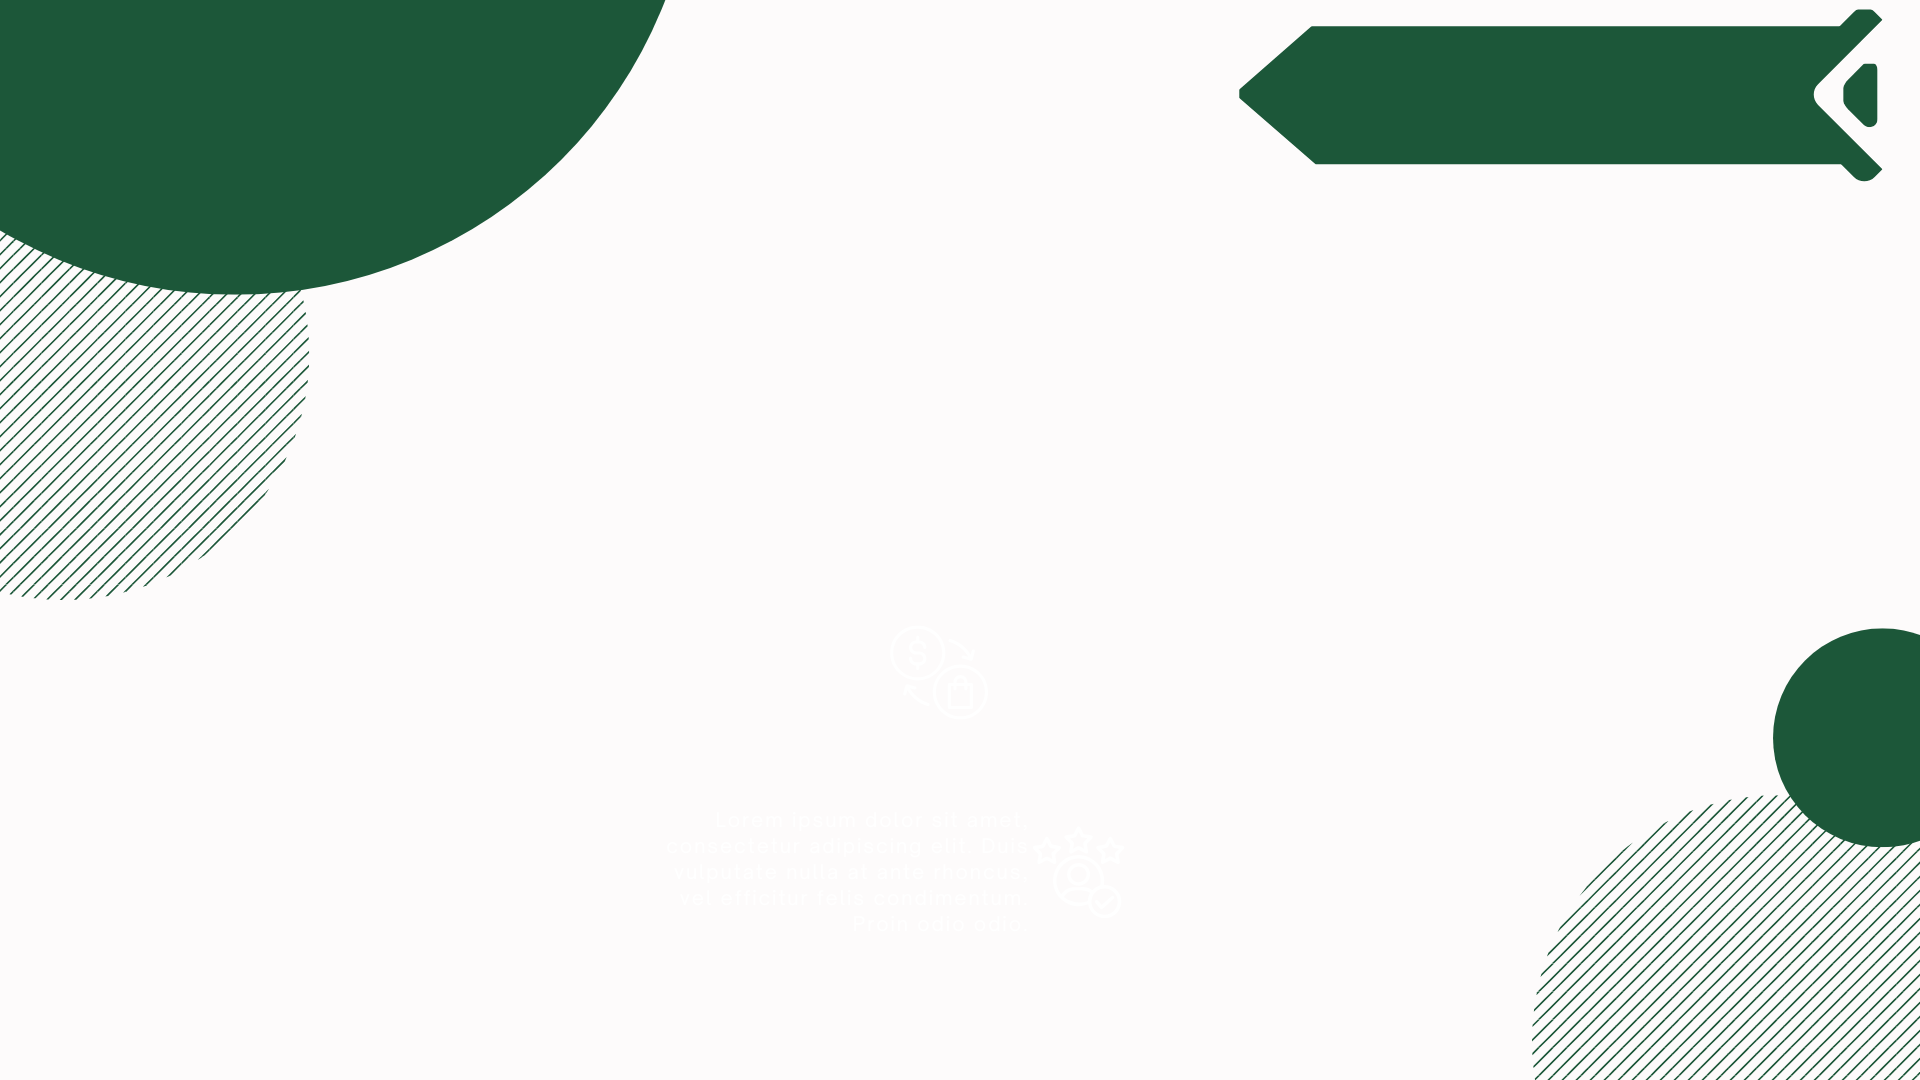 Lorem ipsum dolor sit amet,
adipiscing elit. Duis
vulputate nulla at ante rhoncus,
vel efficitur felis condimentum.
Proin odio odio.